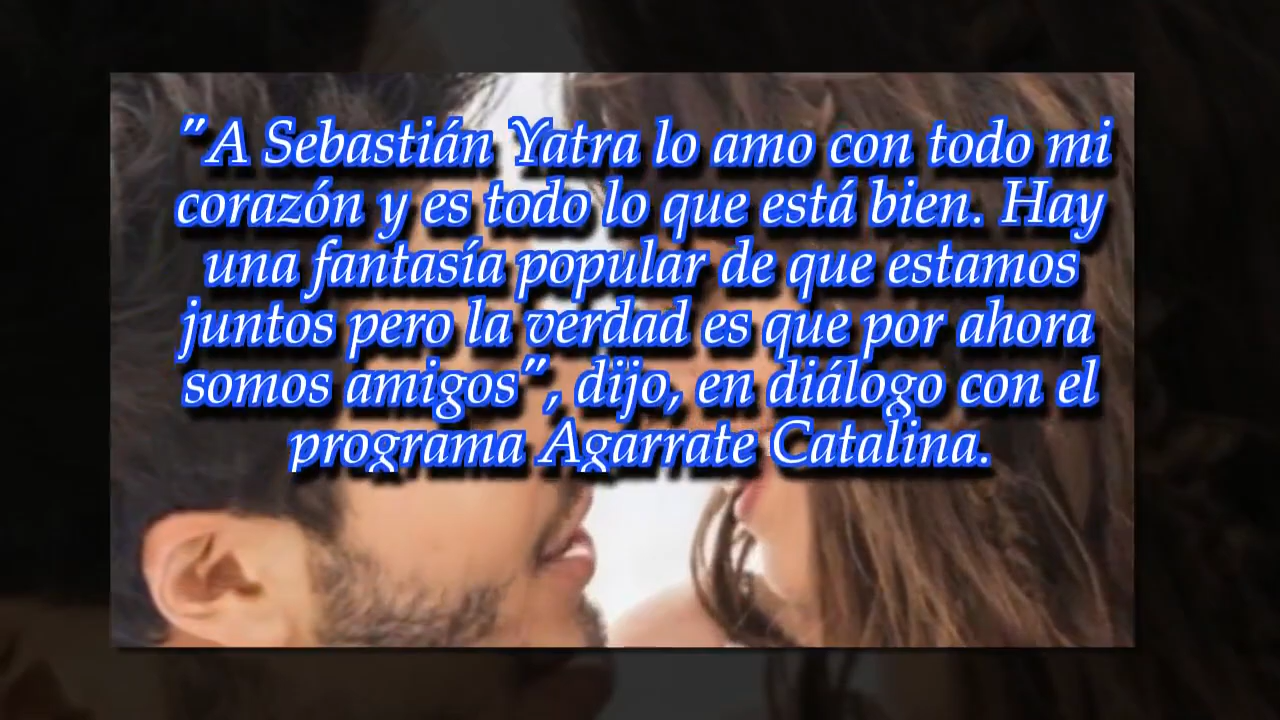 "A Sebastián Yatra lo amo con todo mi
corazón y es todo lo que está bien. Hay
una fantasía popular de que estamos
juntos pero la verdad es que por ahora
somos amigos”, dijo, en diálogo con el
programa Agarrate Catalina.